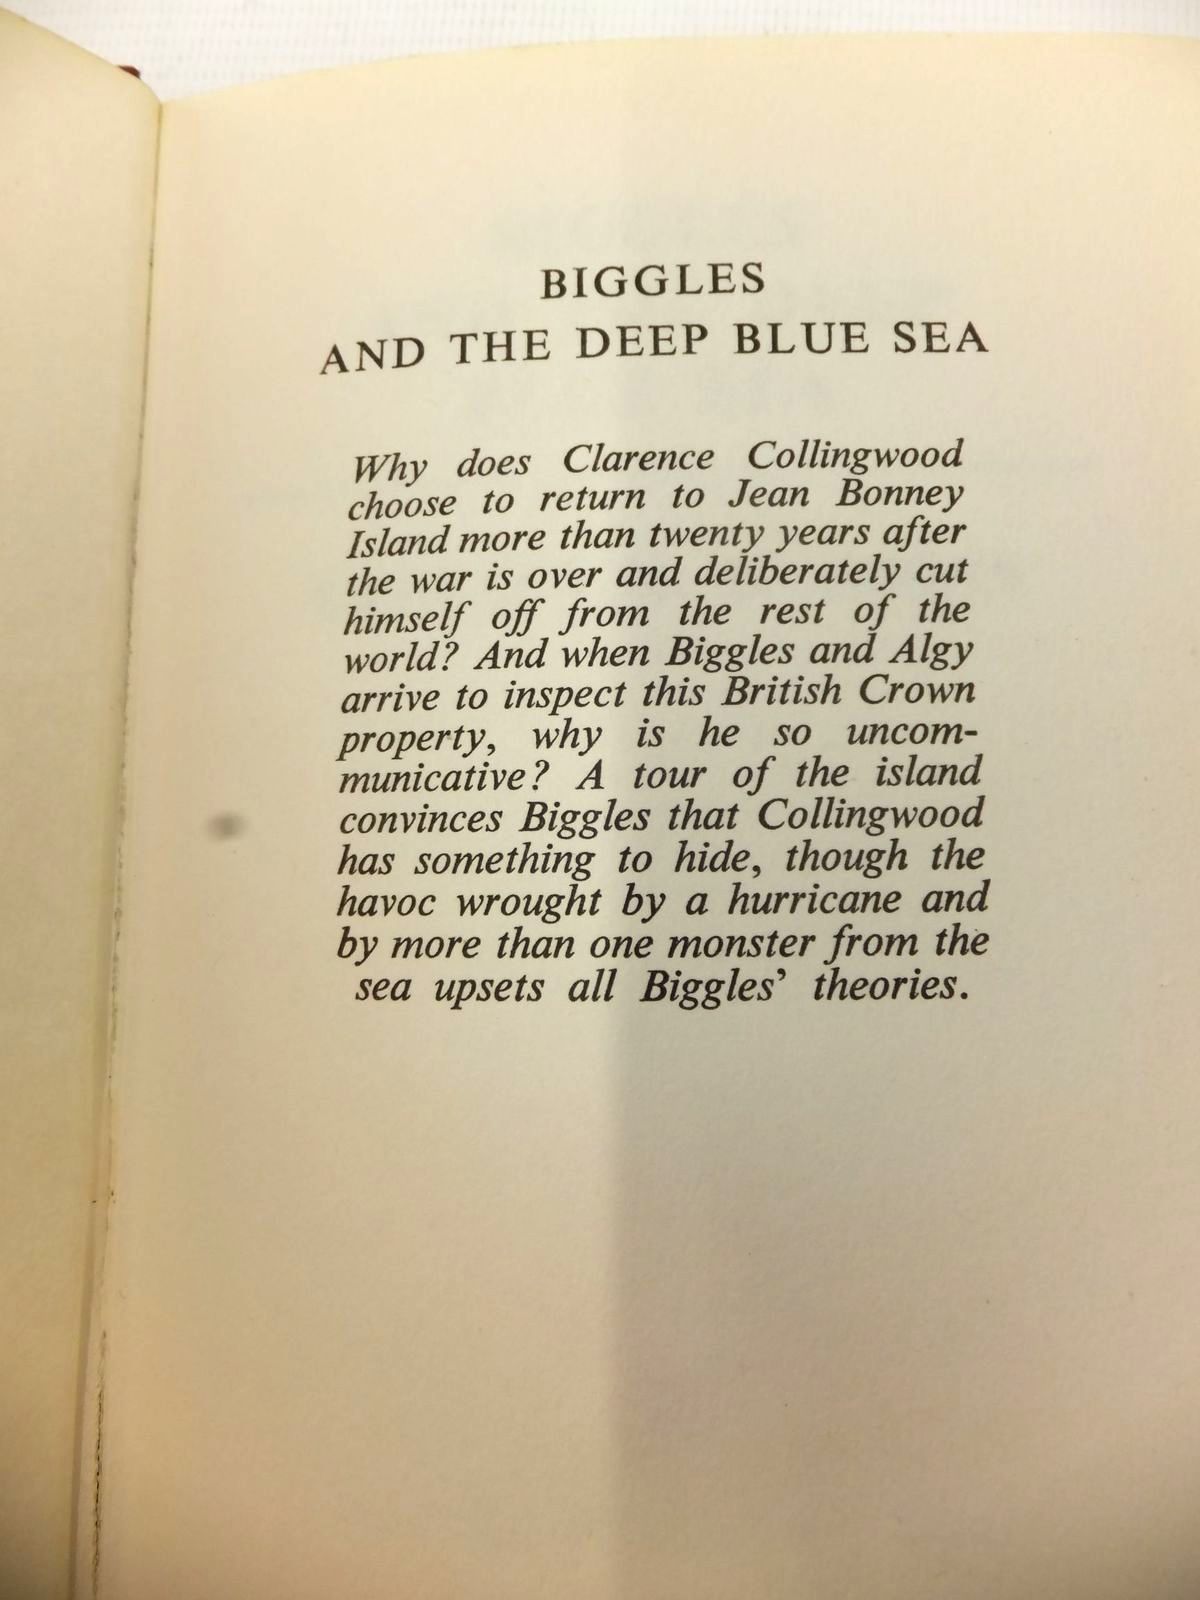 BIGGLES
AND THE DEEP BLUE SEA
Why does Clarence Collingwood
choose to return to Jean Bonney
Island more than twenty years after
the war is over and deliberately cut
himself off from the rest of the
world? And when Biggles and Algy
arrive to inspect this British Crown
property, why is he so uncom-
municative? A tour of the island
convinces Biggles that Collingwood
has something to hide, though the
havoc wrought by a hurricane and
by more than one monster from the
sea upsets all Biggles' theories.